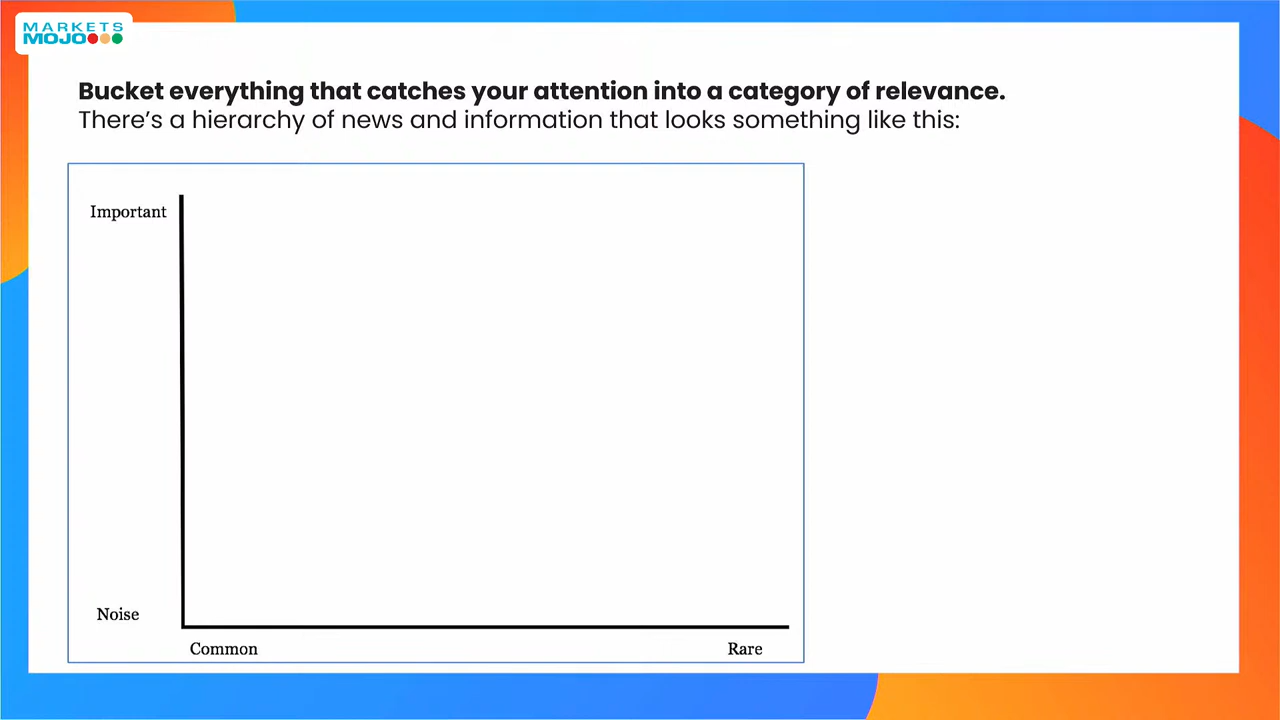 MARKETS
MOJO
Bucket everything that catches your attention into a category of relevance.
There’s a hierarchy of news and information that looks something like this:
Important
Noise
Common
Rare